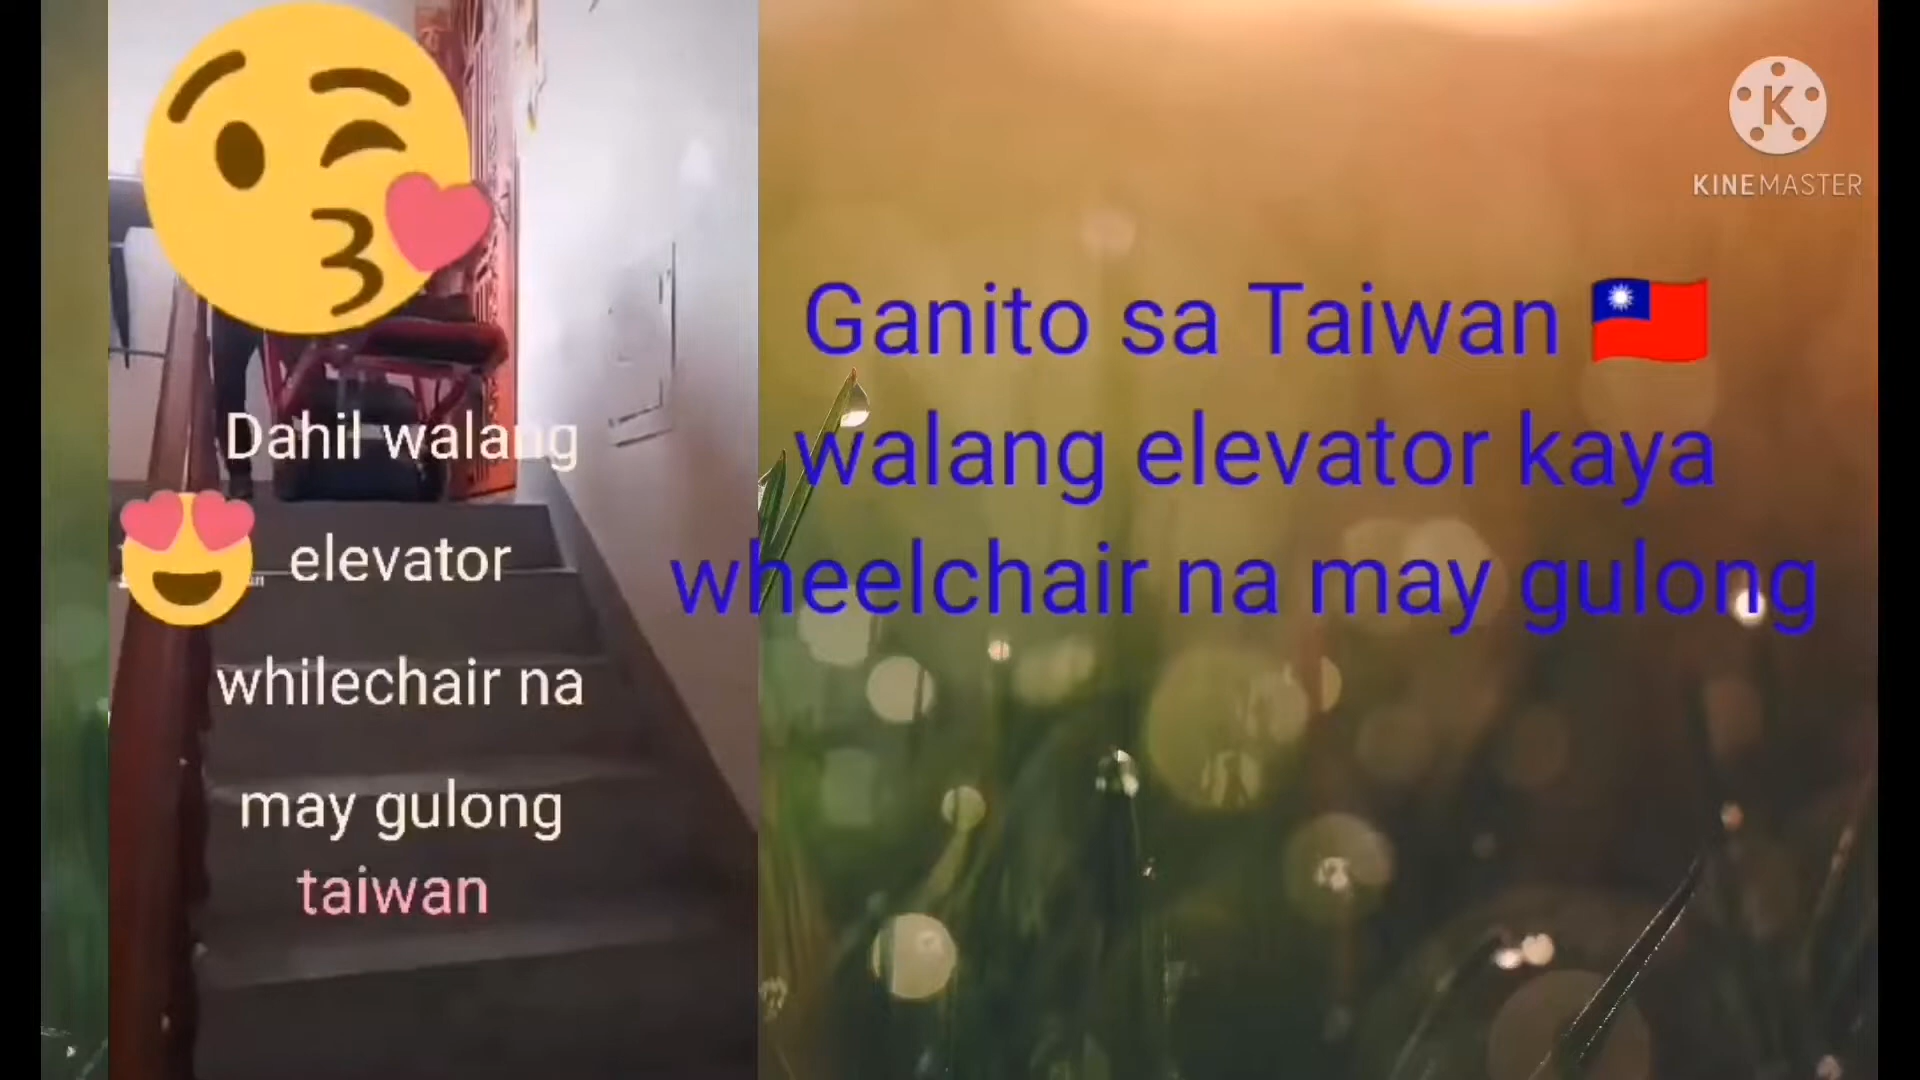 Dahil walang
elevator
whilechair na
may gulong
taiwan
Ganito sa Taiwan 🇹🇼
walang elevator kaya
wheelchair na may gulong
K
KINEMASTER